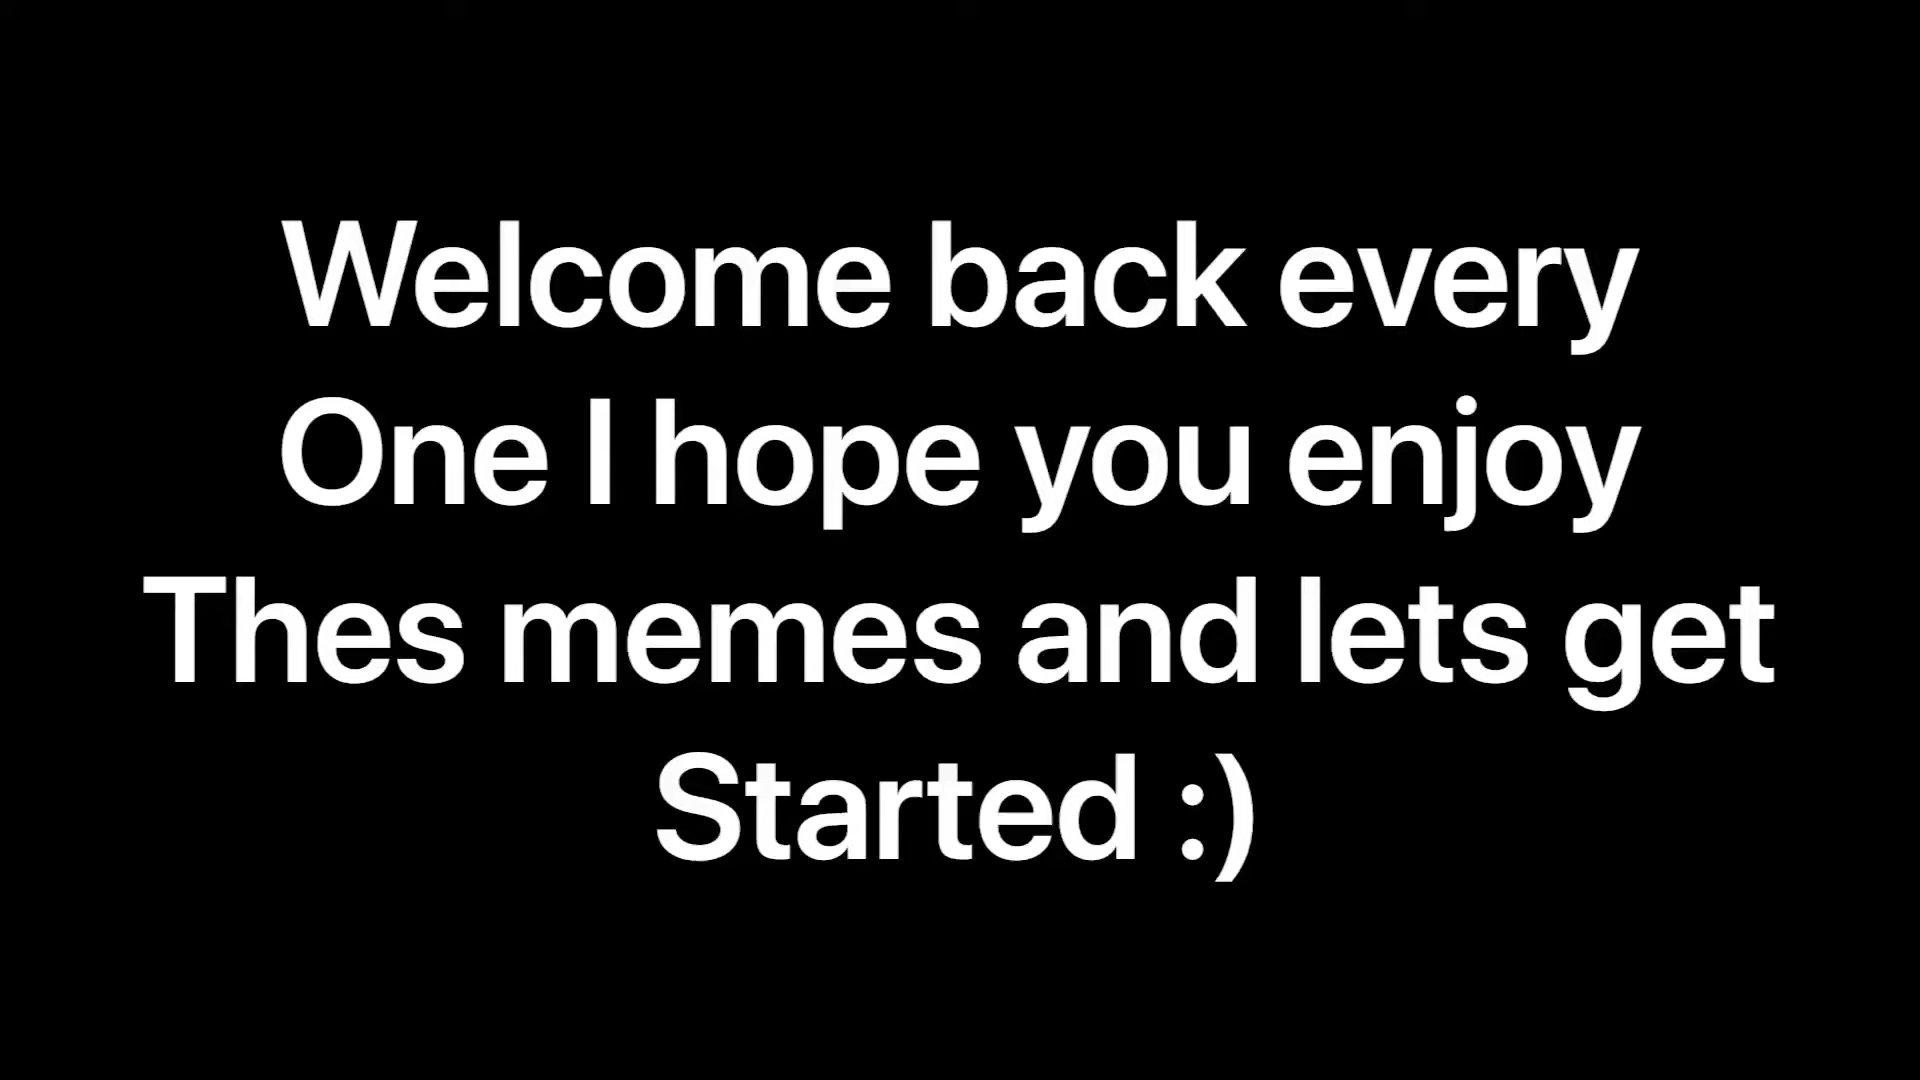 Welcome back every
One I hope you enjoy
Thes memes and lets get
Started :)